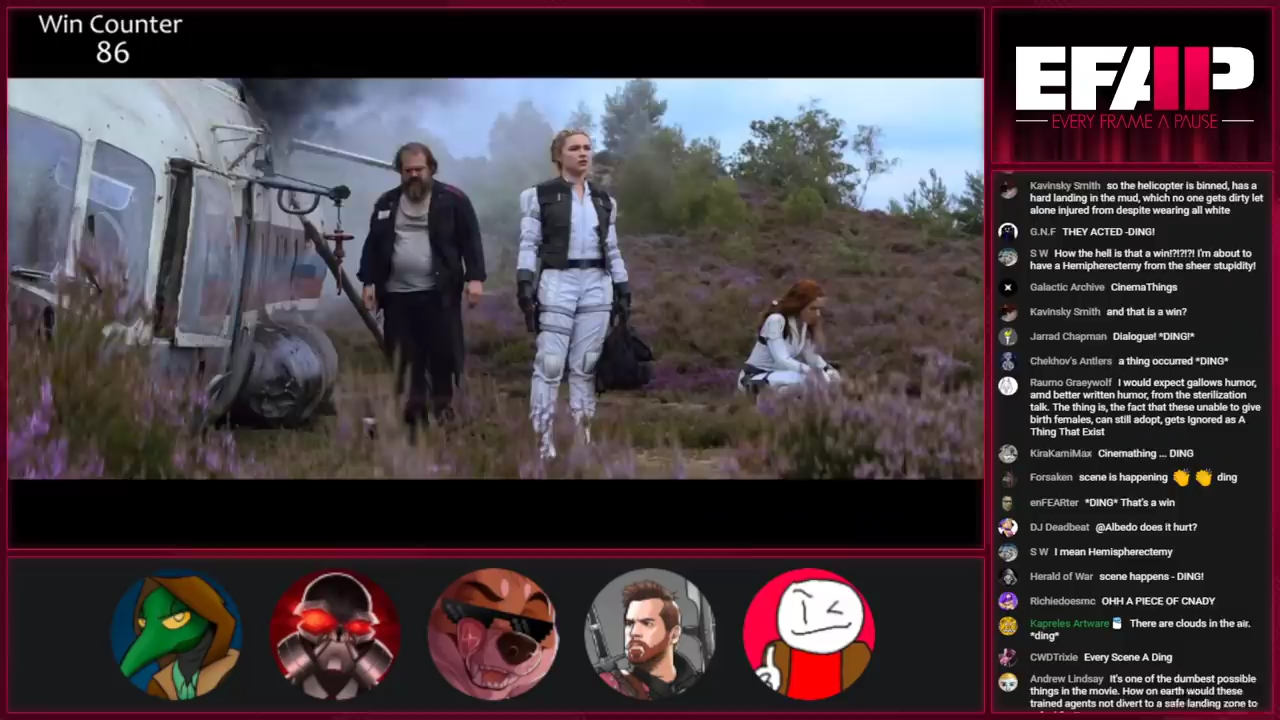 Win Counter
86
EFAP
EVERY FRAME A PAUSE
Kavinsky Smith so the helicopter is binned, has a
hard landing in the mud, which no one gets dirty let
alone injured from despite wearing all white
G.N.F THEY ACTED -DING!
S W How the hell is that a win!?!?!?! I'm about to
have a Hemipherectemy from the sheer stupidity!
Galactic Archive CinemaThings
Kavinsky Smith and that is a win?
Jarrad Chapman Dialogue! *DING!*
Chekhov's Antlers a thing occurred *DING*
Raumo Graeywolf I would expect gallows humor,
amd better written humor, from the sterilization
talk. The thing is, the fact that these unable to give
birth females, can still adopt, gets Ignored as A
Thing That Exist
KiraKamiMax Cinemathing ... DING
Forsaken scene is happening 👏 👏 ding
enFEARter *DING* That's a win
DJ Deadbeat @Albedo does it hurt?
S W I mean Hemispherectemy
Herald of War scene happens - DING!
Richiedoesmc OHH A PIECE OF CNADY
Kapreles Artware There are clouds in the air.
*ding*
CWDTrixie Every Scene A Ding
Andrew Lindsay It's one of the dumbest possible
things in the movie. How on earth would these
trained agents not divert to a safe landing zone to